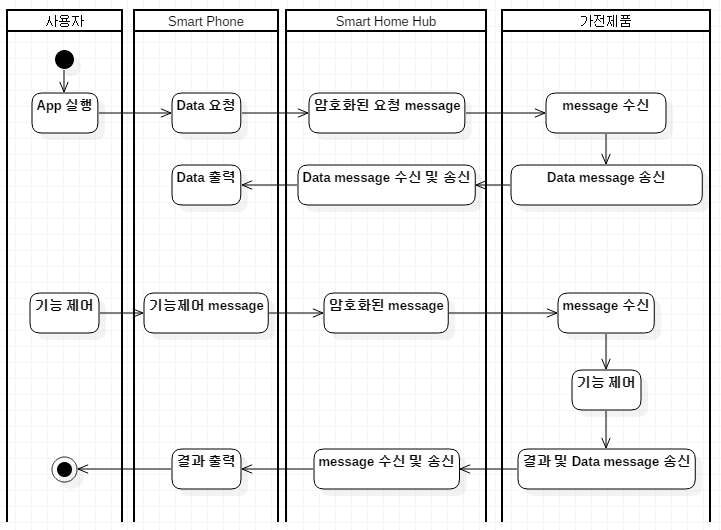 사용자
Smart Phone
Smart Home Hub
가전제품
App 실행
Data 요청
암호화된 요청 message
message 수신
Data 출력
Data message 수신 및 송신
Data message 송신
기능 제어
기능제어 message
암호화된 message
message 수신
기능 제어
결과 출력
message 수신 및 송신
결과 및 Data message 송신